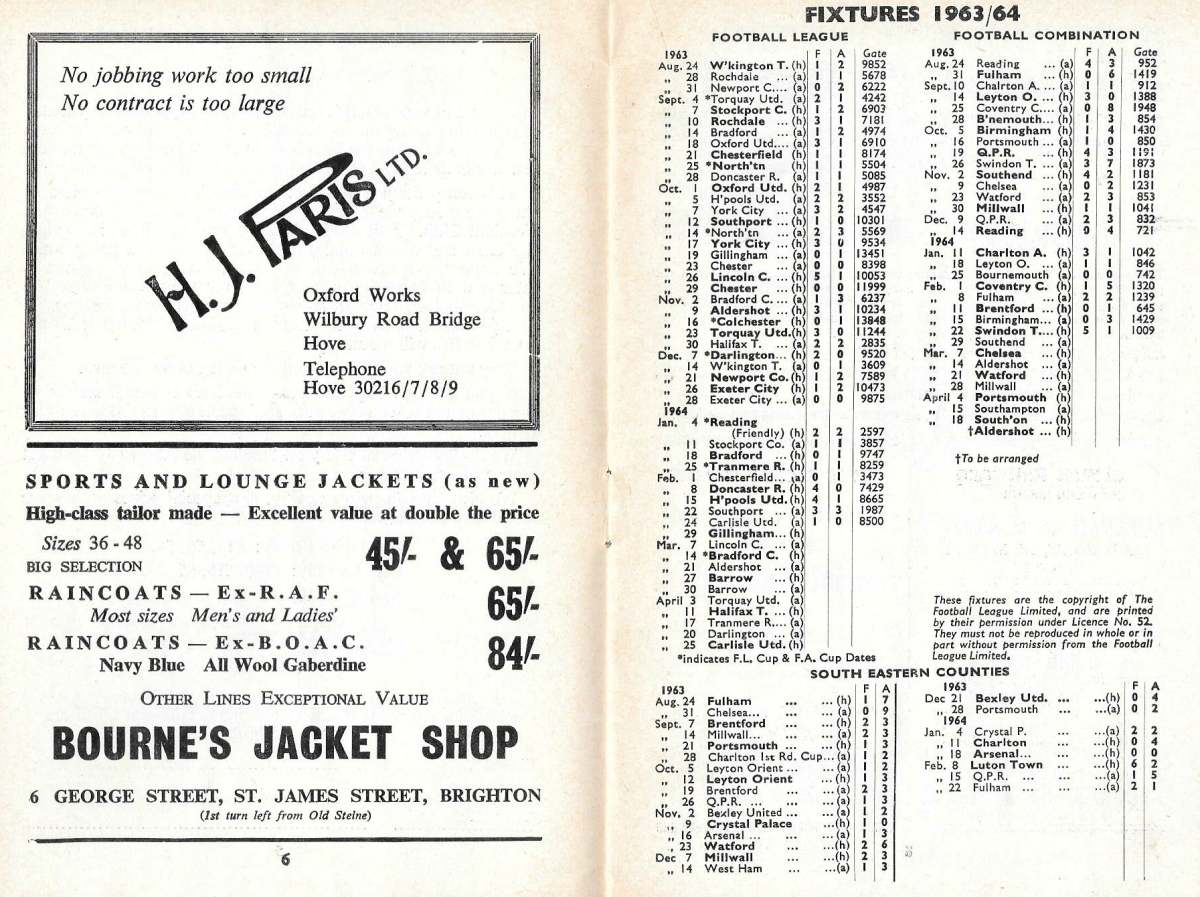 No jobbing work too small
No contract is too large
H. J. FARIS LTD.
Oxford Works
Wilbury Road Bridge
Hove
Telephone
Hove 30216/7/8/9
SPORTS AND LOUNGE JACKETS (as new)
High-class tailor made — Excellent value at double the price
Sizes 36 - 48
BIG SELECTION
45/- & 65/-
RAINCOATS — Ex-R.A.F.
Most sizes Men's and Ladies'
65/-
RAINCOATS — Ex-B.O.A.C.
Navy Blue All Wool Gaberdine
84/-
OTHER LINES EXCEPTIONAL VALUE
BOURNE'S JACKET SHOP
6 GEORGE STREET, ST. JAMES STREET, BRIGHTON
(1st turn left from Old Steine)
6
FIXTURES 1963/64
FOOTBALL LEAGUE
1963 F A Gate
Aug. 24 W'kington T. (h) 1 2 9852
„ 28 Rochdale ... (a) 1 1 5678
„ 31 Newport C.... (a) 0 2 6222
Sept. 4 *Torquay Utd. (a) 2 1 4242
„ 7 Stockport C. (h) 1 2 6903
„ 10 Rochdale ... (h) 3 1 7181
„ 14 Bradford ... (a) 1 2 4974
„ 18 Oxford Utd.... (a) 3 1 6910
„ 21 Chesterfield (h) 1 1 8174
„ 25 *North'tn ... (h) 1 1 5504
„ 28 Doncaster R. (a) 1 1 5085
Oct. 1 Oxford Utd. (h) 2 1 4987
„ 5 H'pools Utd. (a) 2 2 3552
„ 7 York City ... (a) 3 2 4547
„ 12 Southport ... (h) 1 0 10301
„ 14 *North'tn ... (a) 2 3 5569
„ 17 York City ... (h) 3 0 9534
„ 19 Gillingham ... (a) 0 1 13451
„ 23 Chester ... (a) 0 0 8398
„ 26 Lincoln C. ... (h) 5 1 10053
„ 29 Chester ... (h) 0 0 11999
Nov. 2 Bradford C. ... (a) 1 3 6237
„ 9 Aldershot ... (h) 3 1 10234
„ 16 *Colchester (h) 0 1 13848
„ 23 Torquay Utd. (h) 3 0 11244
„ 30 Halifax T. ... (a) 2 2 2835
Dec. 7 *Darlington... (h) 2 0 9520
„ 14 W'kington T. (a) 0 1 3609
„ 21 Newport Co. (h) 1 2 7589
„ 26 Exeter City (h) 1 2 10473
„ 28 Exeter City ... (a) 0 0 9875
1964
Jan. 4 *Reading
(Friendly) (h) 2 2 2597
„ 11 Stockport Co. (a) 1 1 3857
„ 18 Bradford ... (h) 0 1 9747
„ 25 *Tranmere R. (h) 1 1 8259
Feb. 1 Chesterfield... (a) 0 1 3473
„ 8 Doncaster R. (h) 4 0 7429
„ 15 H'pools Utd. (h) 4 1 8665
„ 22 Southport ... (a) 3 3 1987
„ 24 Carlisle Utd. (a) 1 0 8500
„ 29 Gillingham... (h)
Mar. 7 Lincoln C. ... (a)
„ 14 *Bradford C. (h)
„ 21 Aldershot ... (a)
„ 27 Barrow ... (h)
„ 30 Barrow ... (a)
April 3 Torquay Utd. (a)
„ 11 Halifax T. ... (h)
„ 17 Tranmere R.... (a)
„ 20 Darlington ... (a)
„ 25 Carlisle Utd. (h)
*indicates F.L. Cup & F.A. Cup Dates
FOOTBALL COMBINATION
1963 F A Gate
Aug. 24 Reading ... (a) 4 3 952
„ 31 Fulham ... (h) 0 6 1419
Sept. 10 Chalrton A. ... (a) 1 1 912
„ 14 Leyton O. ... (h) 3 0 1388
„ 25 Coventry C.... (a) 0 8 1948
„ 28 B'nemouth... (h) 1 3 854
Oct. 5 Birmingham (h) 1 4 1430
„ 16 Portsmouth ... (a) 1 0 850
„ 19 Q.P.R. ... (h) 4 3 1191
„ 26 Swindon T. ... (a) 3 7 1873
Nov. 2 Southend ... (h) 4 2 1181
„ 9 Chelsea ... (a) 0 2 1231
„ 23 Watford ... (a) 2 3 853
„ 30 Millwall ... (h) 1 1 1041
Dec. 9 Q.P.R. ... (a) 2 3 832
„ 14 Reading ... (h) 0 4 721
1964
Jan. 11 Charlton A. (h) 3 1 1042
„ 18 Leyton O. ... (a) 1 1 846
„ 25 Bournemouth (a) 0 0 742
Feb. 1 Coventry C. (h) 1 5 1320
„ 8 Fulham ... (a) 2 2 1239
„ 11 Brentford ... (h) 0 1 645
„ 15 Birmingham... (a) 0 3 1429
„ 22 Swindon T.... (h) 5 1 1009
„ 29 Southend ... (a)
Mar. 7 Chelsea ... (h)
„ 14 Aldershot ... (a)
„ 21 Watford ... (h)
„ 28 Millwall ... (a)
April 4 Portsmouth (h)
„ 15 Southampton (a)
„ 18 South'on ... (h)
†Aldershot ... (h)
†To be arranged
These fixtures are the copyright of The
Football League Limited, and are printed
by their permission under Licence No. 52.
They must not be reproduced in whole or in
part without permission from the Football
League Limited.
SOUTH EASTERN COUNTIES
1963 F A
Aug. 24 Fulham ... ... (h) 1 7
„ 31 Chelsea... ... (a) 0 9
Sept. 7 Brentford ... (h) 2 3
„ 14 Millwall... ... (a) 2 3
„ 21 Portsmouth ... (h) 1 3
„ 28 Charlton 1st Rd. Cup... (a) 1 2
Oct. 5 Leyton Orient ... ...(a) 1 2
„ 12 Leyton Orient ...(h) 1 3
„ 19 Brentford ... ...(a) 2 3
„ 26 Q.P.R. ... ...(a) 1 3
Nov. 2 Bexley United ... ...(a) 1 2
„ 9 Crystal Palace ...(h) 1 0
„ 16 Arsenal ... ...(a) 1 3
„ 23 Watford ... ...(h) 2 6
Dec 7 Millwall ... ...(h) 2 3
„ 14 West Ham ... ...(a) 1 3
1963 F A
Dec 21 Bexley Utd. ... ...(h) 0 4
„ 28 Portsmouth ... ...(a) 0 2
1964
Jan. 4 Crystal P. ... ...(a) 2 2
„ 11 Charlton ... ...(h) 0 4
„ 18 Arsenal... ... ...(h) 0 0
Feb. 8 Luton Town ... ...(h) 6 2
„ 15 Q.P.R. ... ... ...(a) 1 5
„ 22 Fulham ... ... ...(a) 2 1